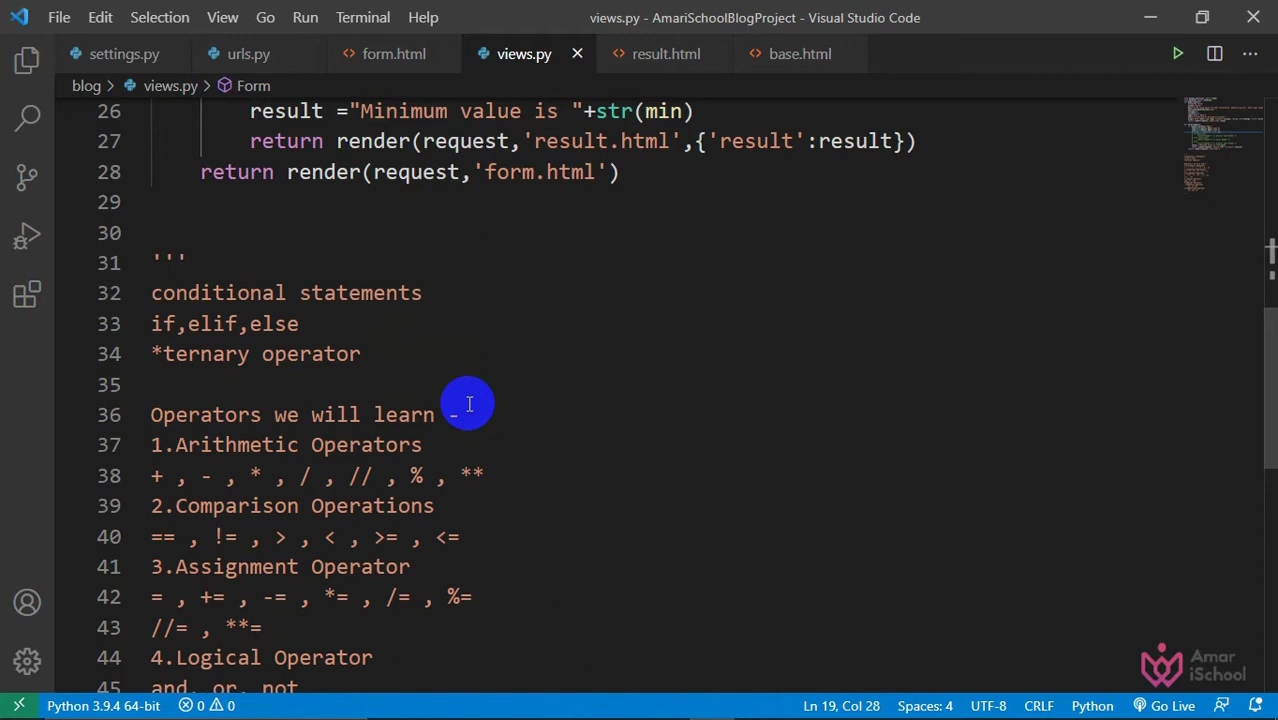 File Edit Selection View Go Run Terminal Help views.py - AmariSchoolBlogProject - Visual Studio Code
settings.py urls.py form.html views.py result.html base.html
blog > views.py > Form
26 result ="Minimum value is "+str(min)
27 return render(request,'result.html',{'result':result})
28 return render(request,'form.html')
29
30
31 '''
32 conditional statements
33 if,elif,else
34 *ternary operator
35
36 Operators we will learn -
37 1.Arithmetic Operators
38 + , - , * , / , // , % , **
39 2.Comparison Operations
40 == , != , > , < , >= , <=
41 3.Assignment Operator
42 = , += , -= , *= , /= , %=
43 //= , **=
44 4.Logical Operator
45 and, or, not
Amar
iSchool
Python 3.9.4 64-bit 0 0 Ln 19, Col 28 Spaces: 4 UTF-8 CRLF Python Go Live